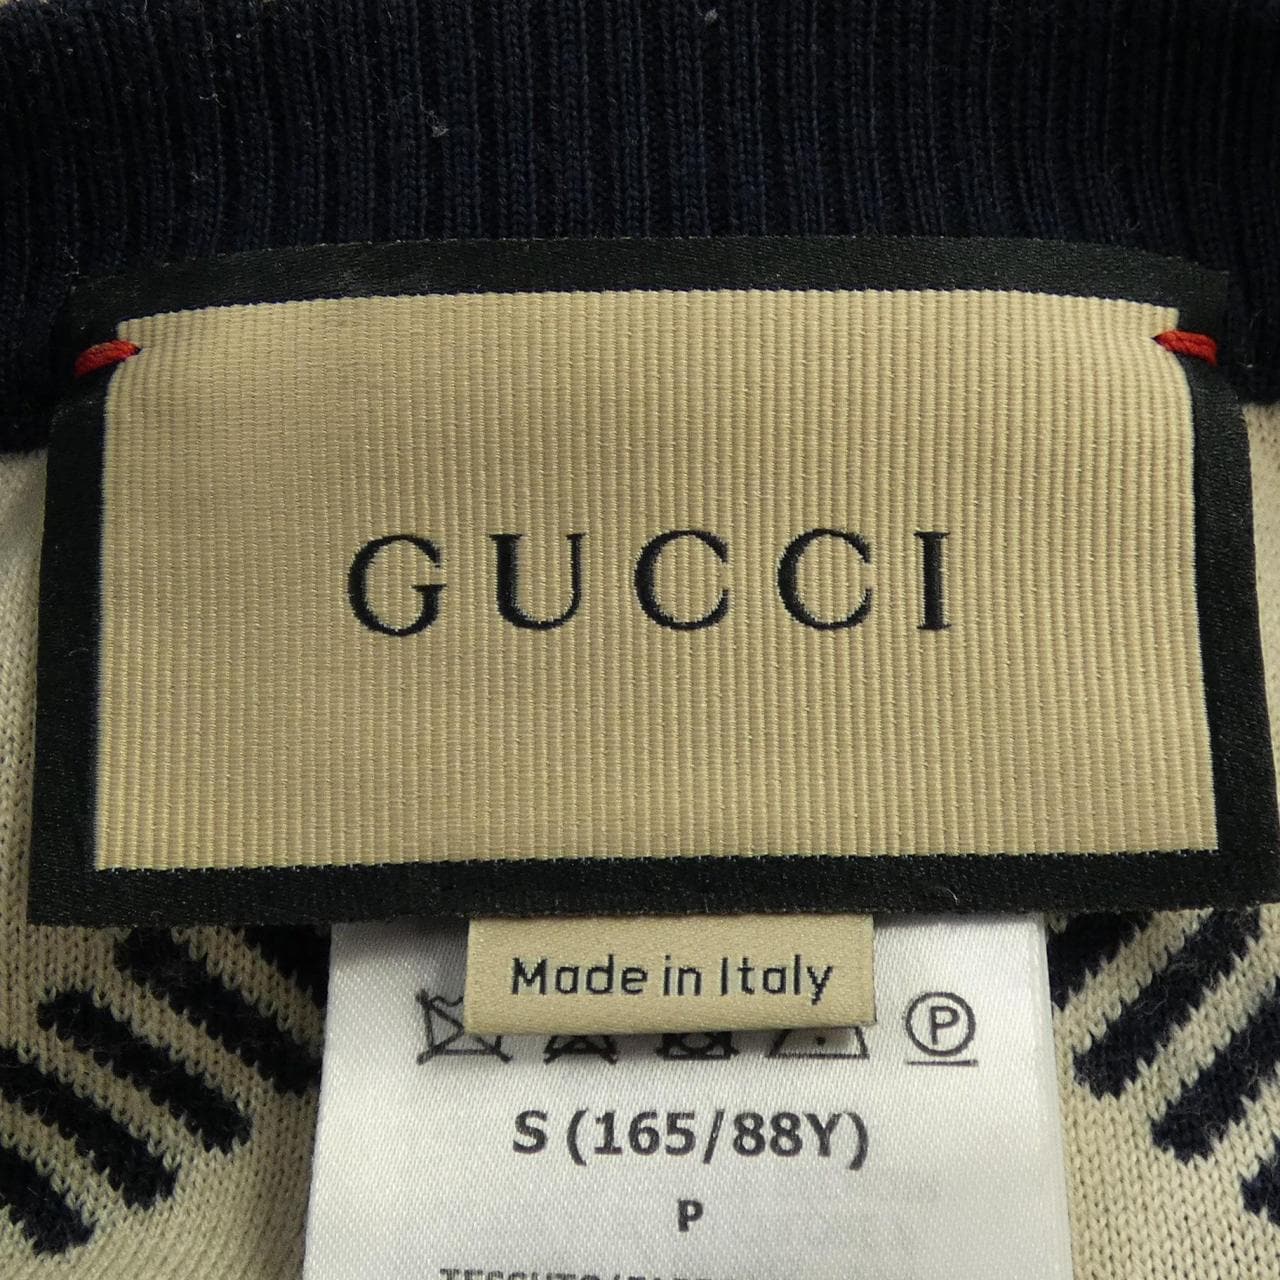 GUCCI
Made in Italy
P
S (165/88Y)
P